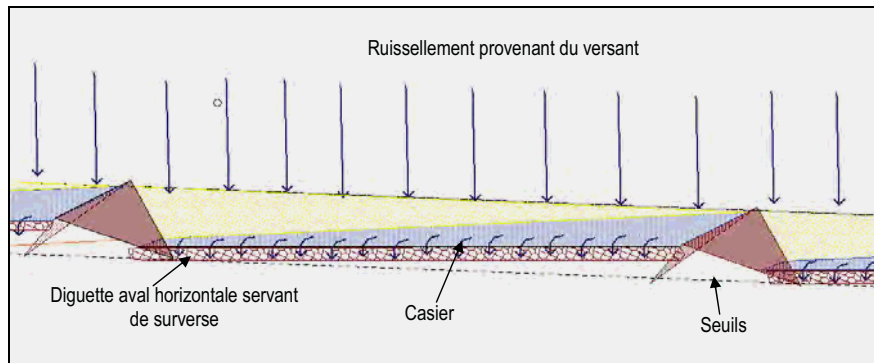 Ruissellement provenant du versant
Diguette aval horizontale servant
de surverse
Casier
Seuils